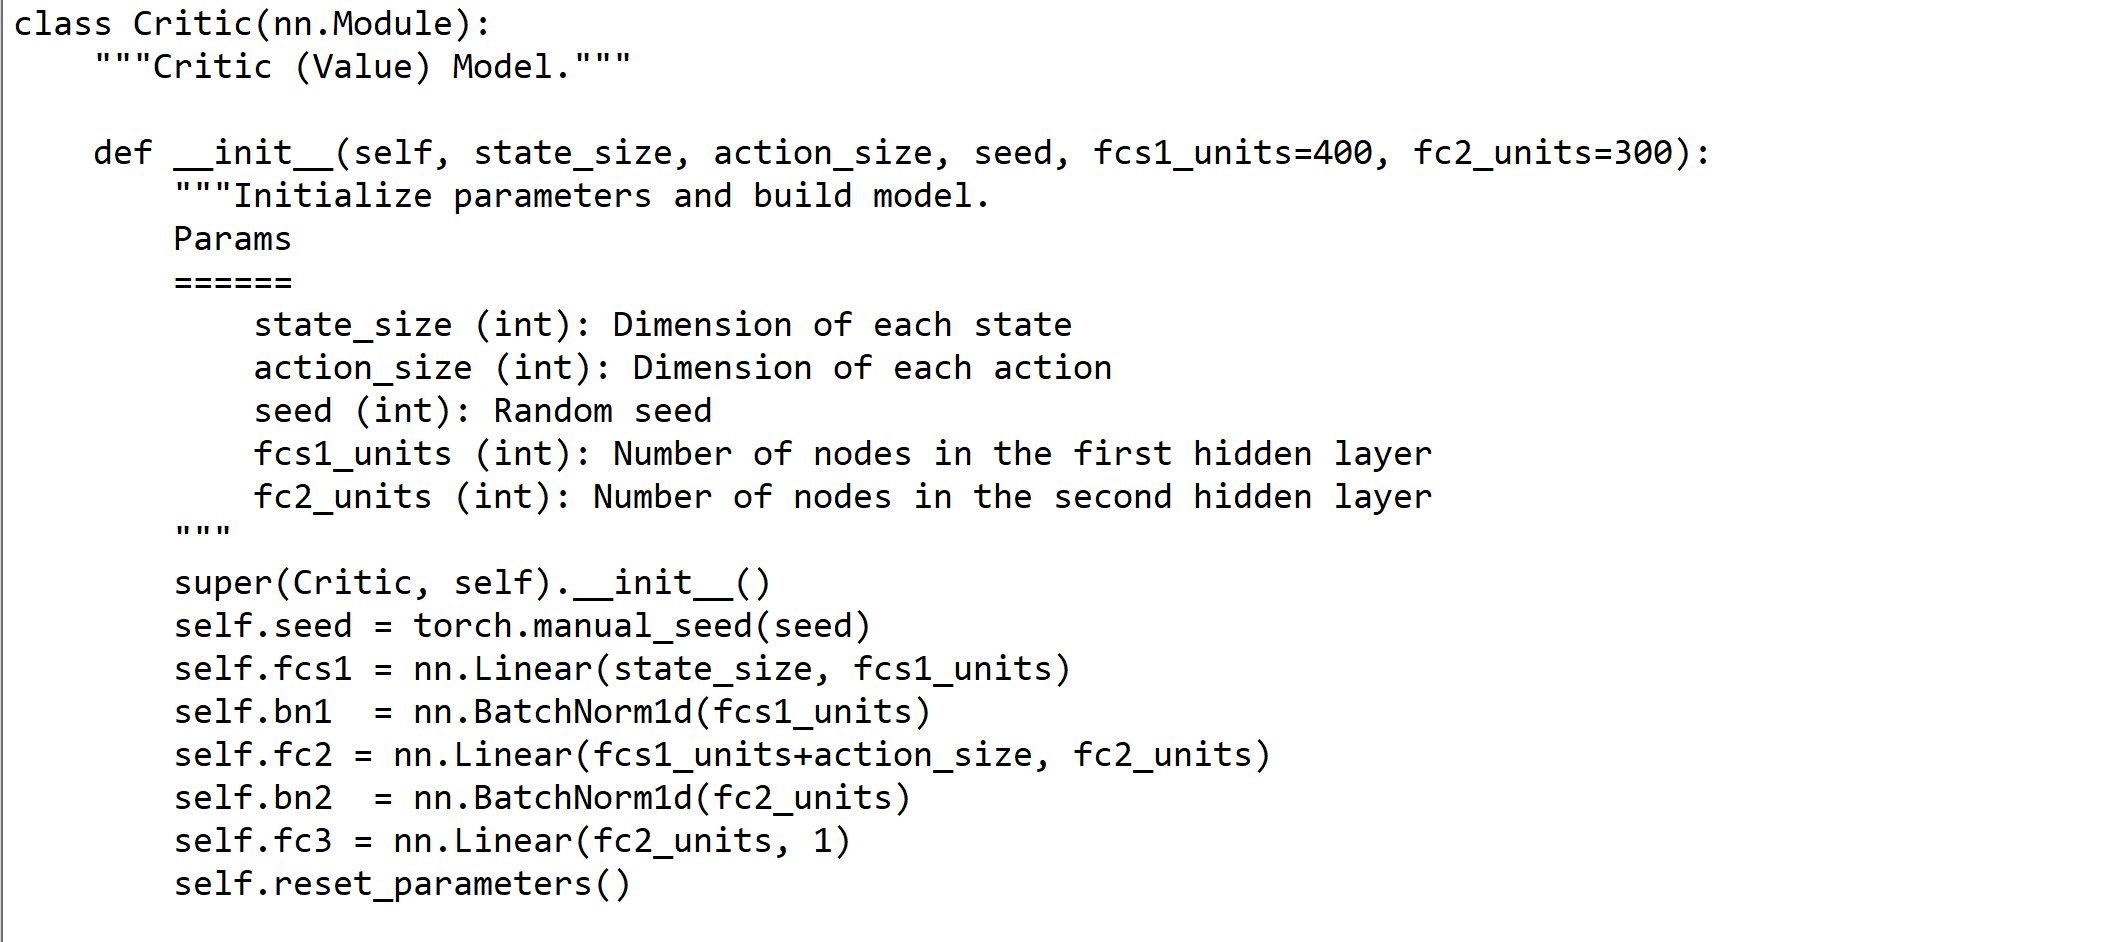 class Critic(nn.Module):
    """Critic (Value) Model."""

    def __init__(self, state_size, action_size, seed, fcs1_units=400, fc2_units=300):
        """Initialize parameters and build model.
        Params
        ======
            state_size (int): Dimension of each state
            action_size (int): Dimension of each action
            seed (int): Random seed
            fcs1_units (int): Number of nodes in the first hidden layer
            fc2_units (int): Number of nodes in the second hidden layer
        """
        super(Critic, self).__init__()
        self.seed = torch.manual_seed(seed)
        self.fcs1 = nn.Linear(state_size, fcs1_units)
        self.bn1  = nn.BatchNorm1d(fcs1_units)
        self.fc2 = nn.Linear(fcs1_units+action_size, fc2_units)
        self.bn2  = nn.BatchNorm1d(fc2_units)
        self.fc3 = nn.Linear(fc2_units, 1)
        self.reset_parameters()